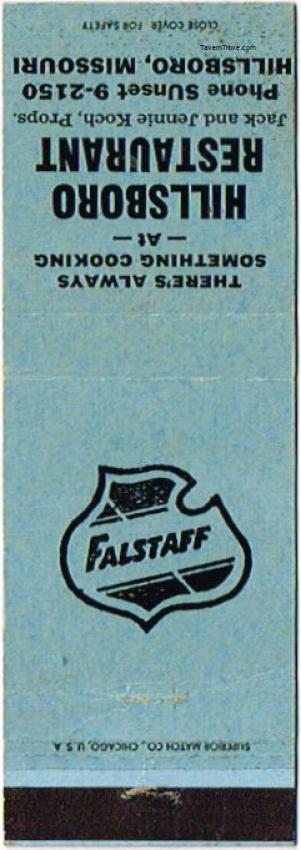 TavernTrove.com
CLOSE COVER FOR SAFETY
THERE'S ALWAYS
SOMETHING COOKING
— At —
HILLSBORO
RESTAURANT
Jack and Jennie Koch, Props.
Phone SUnset 9-2150
HILLSBORO, MISSOURI
FALSTAFF
SUPERIOR MATCH CO., CHICAGO, U. S. A.